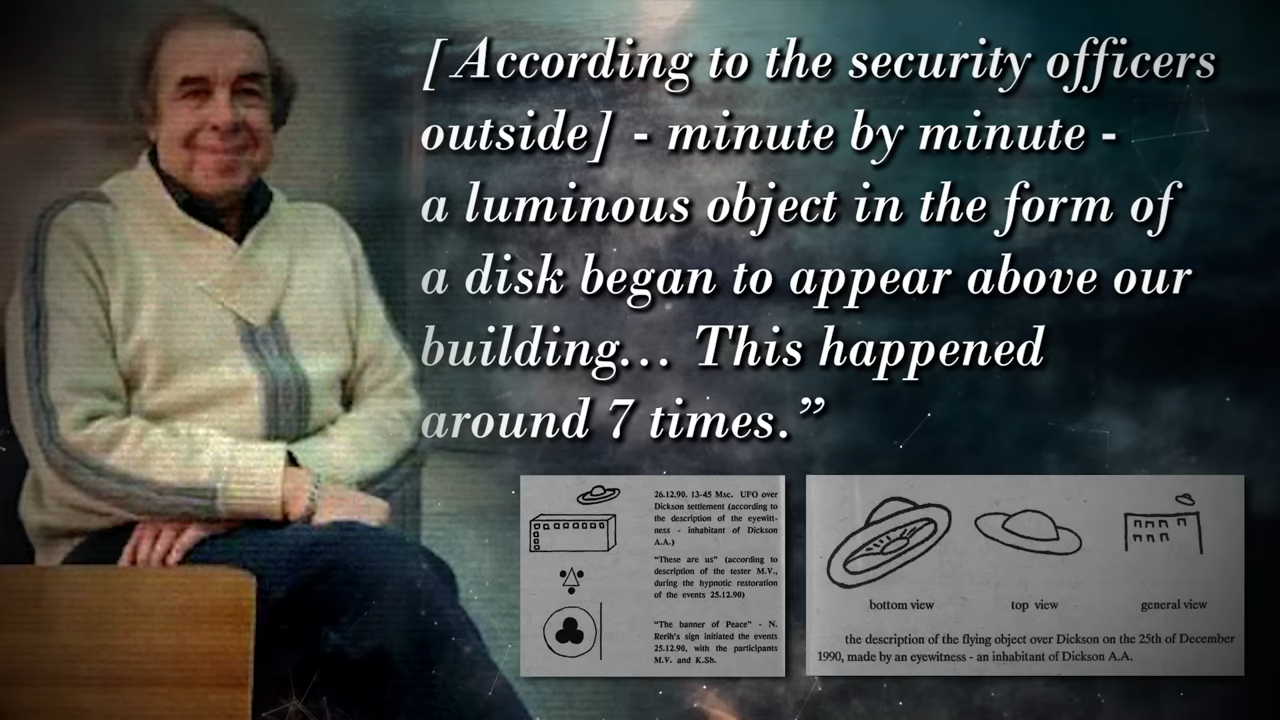 [According to the security officers
outside] - minute by minute -
a luminous object in the form of
a disk began to appear above our
building... This happened
around 7 times.”
26.12.90. 13-45 Msc. UFO over
Dickson settlement (according to
the description of the eyewitt-
ness - inhabitant of Dickson
A.A.)
“These are us” (according to
description of the tester M.V.,
during the hypnotic restoration
of the events 25.12.90)
“The banner of Peace” - N.
Rerih's sign initiated the events
25.12.90, with the participants
M.V. and K.Sh.
bottom view
top view
general view
the description of the flying object over Dickson on the 25th of December
1990, made by an eyewitness - an inhabitant of Dickson A.A.